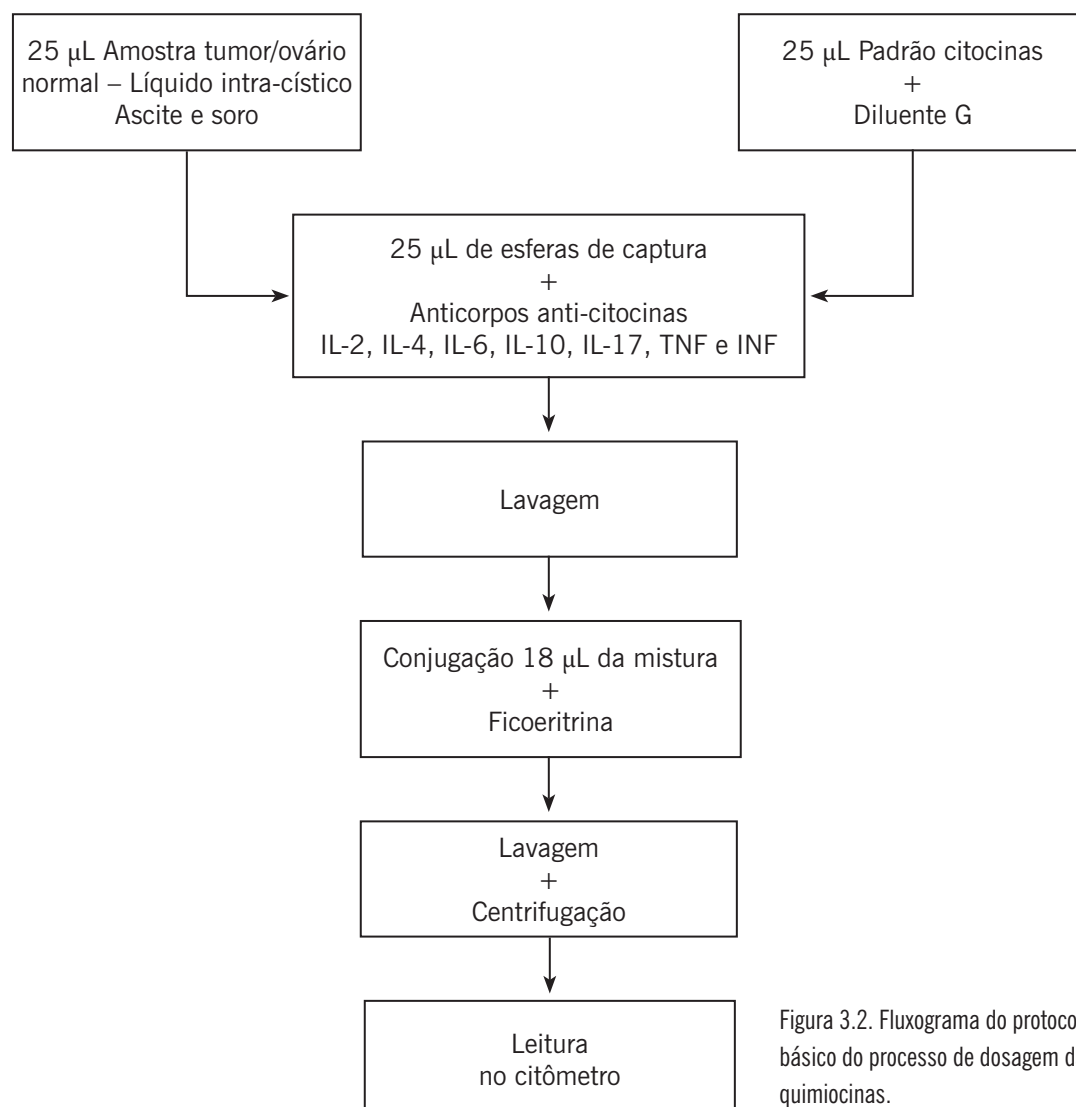 25 μL Amostra tumor/ovário
normal – Líquido intra-cístico
Ascite e soro
25 μL Padrão citocinas
+
Diluente G
25 μL de esferas de captura
+
Anticorpos anti-citocinas
IL-2, IL-4, IL-6, IL-10, IL-17, TNF e INF
Lavagem
Conjugação 18 μL da mistura
+
Ficoeritrina
Lavagem
+
Centrifugação
Leitura
no citômetro
Figura 3.2. Fluxograma do protoco
básico do processo de dosagem d
quimiocinas.